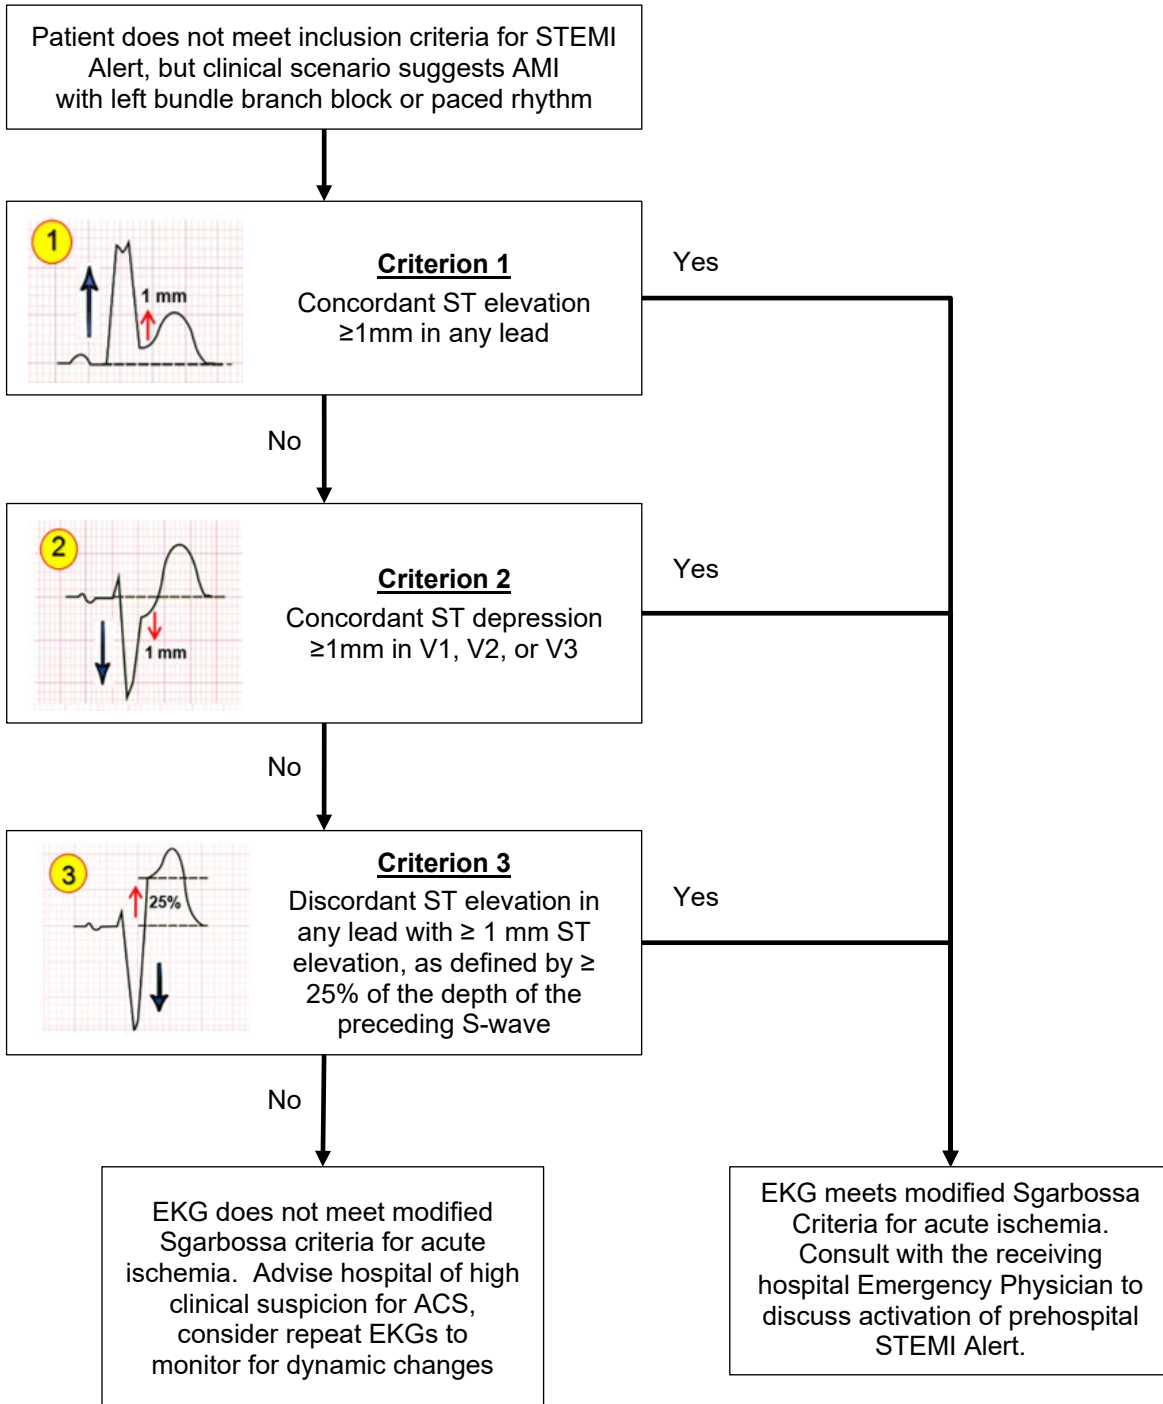 Patient does not meet inclusion criteria for STEMI
Alert, but clinical scenario suggests AMI
with left bundle branch block or paced rhythm
1
1 mm
Criterion 1
Concordant ST elevation
≥1mm in any lead
Yes
No
2
1 mm
Criterion 2
Concordant ST depression
≥1mm in V1, V2, or V3
Yes
No
3
25%
Criterion 3
Discordant ST elevation in
any lead with ≥ 1 mm ST
elevation, as defined by ≥
25% of the depth of the
preceding S-wave
Yes
No
EKG does not meet modified
Sgarbossa criteria for acute
ischemia.  Advise hospital of high
clinical suspicion for ACS,
consider repeat EKGs to
monitor for dynamic changes
EKG meets modified Sgarbossa
Criteria for acute ischemia.
Consult with the receiving
hospital Emergency Physician to
discuss activation of prehospital
STEMI Alert.